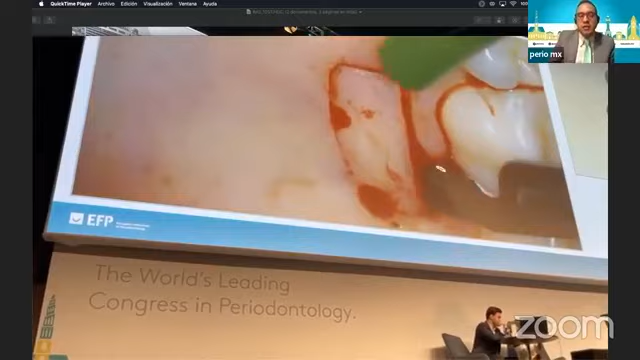 QuickTime Player Archivo Edición Visualización Ventana Ayuda
perio mx
EFP
The World's Leading
Congress in Periodontology.
zoom